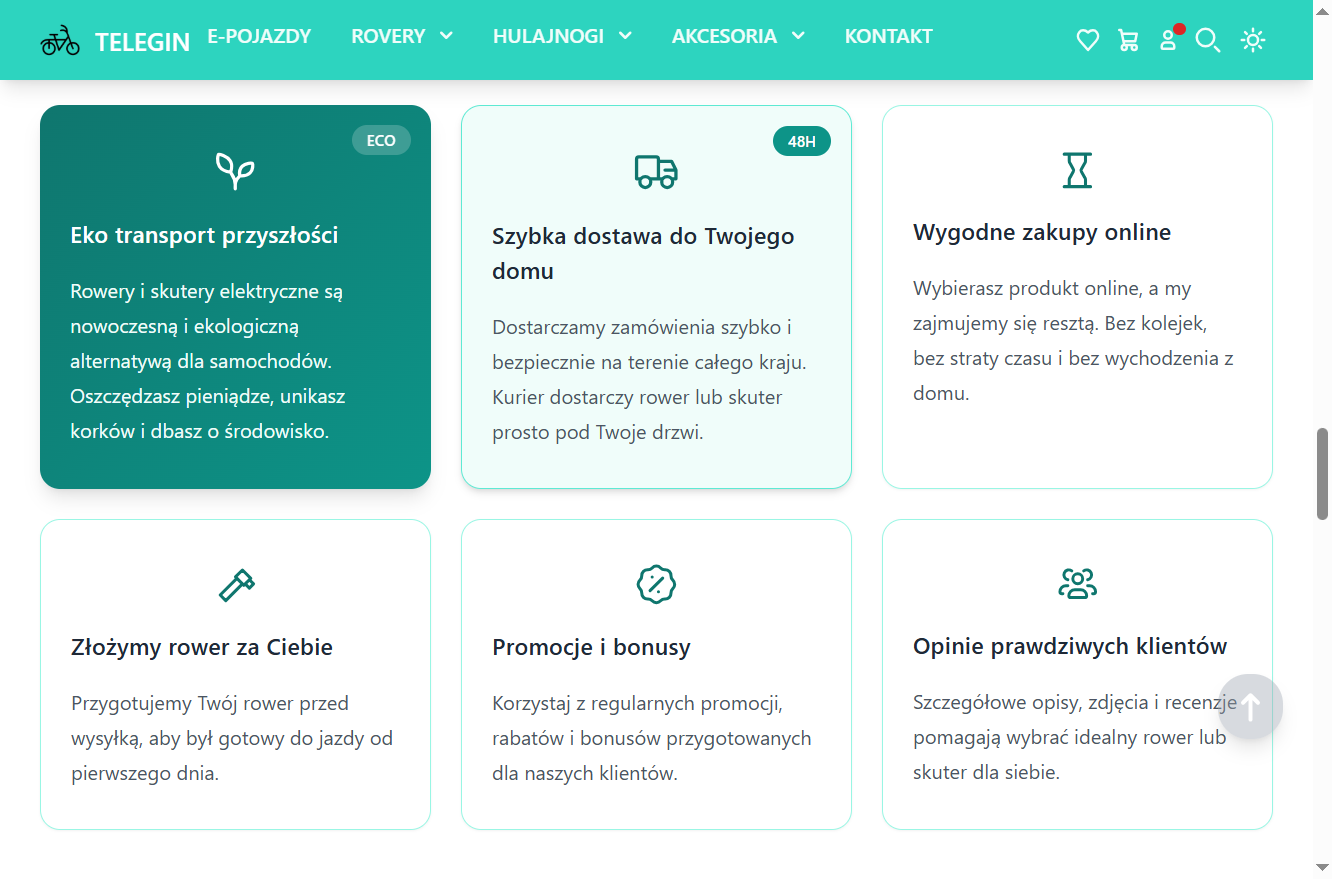 TELEGIN
E-POJAZDY
ROVERY
HULAJNOGI
AKCESORIA
KONTAKT
ECO
Eko transport przyszłości
Rowery i skutery elektryczne są
nowoczesną i ekologiczną
alternatywą dla samochodów.
Oszczędzasz pieniądze, unikasz
korków i dbasz o środowisko.
48H
Szybka dostawa do Twojego
domu
Dostarczamy zamówienia szybko i
bezpiecznie na terenie całego kraju.
Kurier dostarczy rower lub skuter
prosto pod Twoje drzwi.
Wygodne zakupy online
Wybierasz produkt online, a my
zajmujemy się resztą. Bez kolejek,
bez straty czasu i bez wychodzenia z
domu.
Złożymy rower za Ciebie
Przygotujemy Twój rower przed
wysyłką, aby był gotowy do jazdy od
pierwszego dnia.
Promocje i bonusy
Korzystaj z regularnych promocji,
rabatów i bonusów przygotowanych
dla naszych klientów.
Opinie prawdziwych klientów
Szczegółowe opisy, zdjęcia i recenzje
pomagają wybrać idealny rower lub
skuter dla siebie.